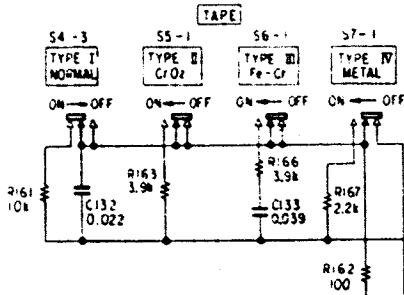 TAPE
S4-3 S5-1 S6-1 S7-1
TYPE I TYPE II TYPE III TYPE IV
NORMAL CrO2 Fe-Cr METAL
ON OFF ON OFF ON OFF ON OFF
R161
10k
C132
0.022
R163
3.9k
R166
3.9k
C133
0.039
R167
2.2k
R162
100